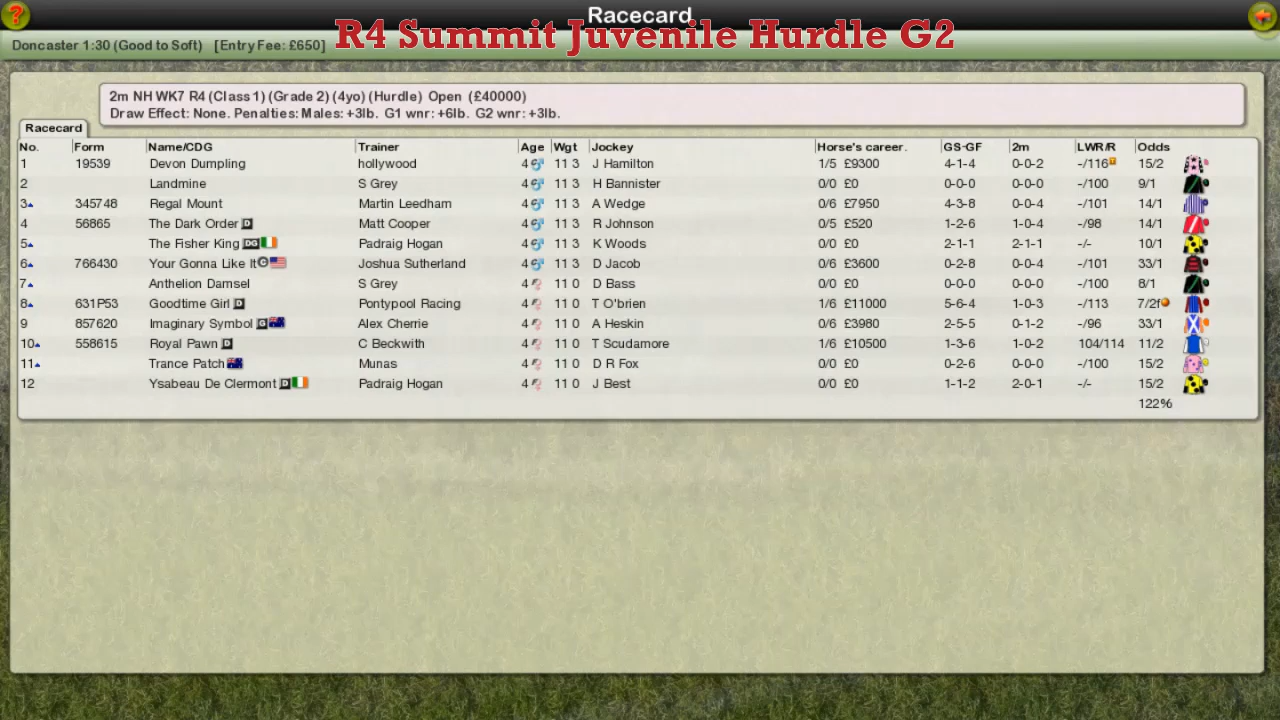 Racecard
R4 Summit Juvenile Hurdle G2
Doncaster 1:30 (Good to Soft) [Entry Fee: £650]
2m NH WK7 R4 (Class 1) (Grade 2) (4yo) (Hurdle) Open (£40000)
Draw Effect: None. Penalties: Males: +3lb. G1 wnr: +6lb. G2 wnr: +3lb.
Racecard
No. Form Name/CDG Trainer Age Wgt Jockey Horse's career. GS-GF 2m LWR/R Odds
1 19539 Devon Dumpling hollywood 4 11 3 J Hamilton 1/5 £9300 4-1-4 0-0-2 -/116 15/2
2 Landmine S Grey 4 11 3 H Bannister 0/0 £0 0-0-0 0-0-0 -/100 9/1
3 345748 Regal Mount Martin Leedham 4 11 3 A Wedge 0/6 £7950 4-3-8 0-0-4 -/101 14/1
4 56865 The Dark Order D Matt Cooper 4 11 3 R Johnson 0/5 £520 1-2-6 1-0-4 -/98 14/1
5 The Fisher King DG Padraig Hogan 4 11 3 K Woods 0/0 £0 2-1-1 2-1-1 -/- 10/1
6 766430 Your Gonna Like It C Joshua Sutherland 4 11 3 D Jacob 0/6 £3600 0-2-8 0-0-4 -/101 33/1
7 Anthelion Damsel S Grey 4 11 0 D Bass 0/0 £0 0-0-0 0-0-0 -/100 8/1
8 631P53 Goodtime Girl D Pontypool Racing 4 11 0 T O'brien 1/6 £11000 5-6-4 1-0-3 -/113 7/2f
9 857620 Imaginary Symbol G Alex Cherrie 4 11 0 A Heskin 0/6 £3980 2-5-5 0-1-2 -/96 33/1
10 558615 Royal Pawn D C Beckwith 4 11 0 T Scudamore 1/6 £10500 1-3-6 1-0-2 104/114 11/2
11 Trance Patch Munas 4 11 0 D R Fox 0/0 £0 0-2-6 0-0-0 -/100 15/2
12 Ysabeau De Clermont D Padraig Hogan 4 11 0 J Best 0/0 £0 1-1-2 2-0-1 -/- 15/2
122%